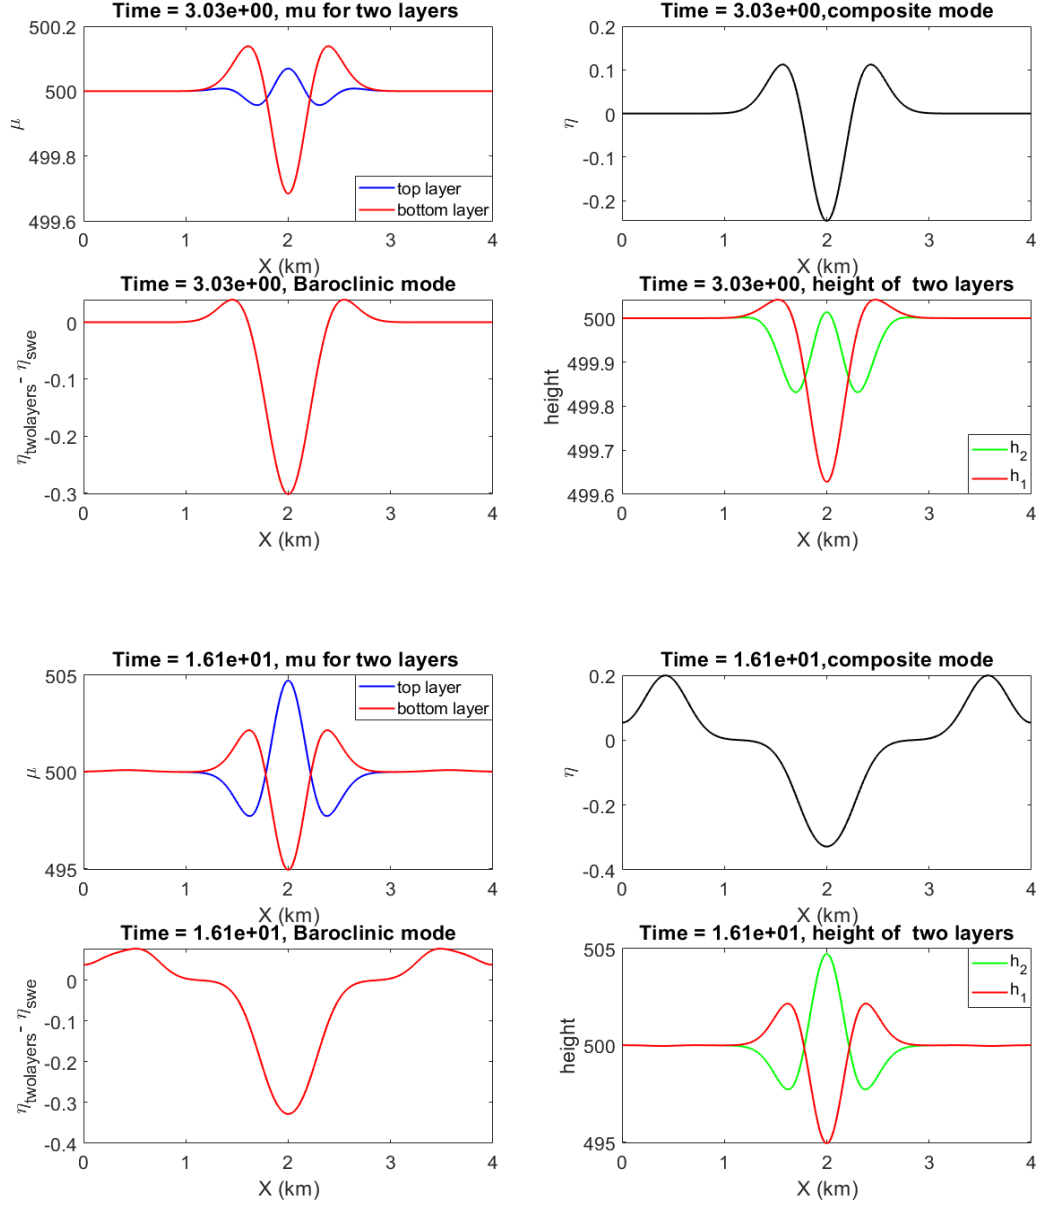 Time = 3.03e+00, mu for two layers
500.2
500
499.8
499.6
μ
top layer
bottom layer
0 1 2 3 4
X (km)
Time = 3.03e+00,composite mode
0.2
0.1
0
-0.1
-0.2
η
0 1 2 3 4
X (km)
Time = 3.03e+00, Baroclinic mode
0
-0.1
-0.2
-0.3
η_twolayers - η_swe
0 1 2 3 4
X (km)
Time = 3.03e+00, height of two layers
500
499.9
499.8
499.7
499.6
height
h_2
h_1
0 1 2 3 4
X (km)
Time = 1.61e+01, mu for two layers
505
500
495
μ
top layer
bottom layer
0 1 2 3 4
X (km)
Time = 1.61e+01,composite mode
0.2
0
-0.2
-0.4
η
0 1 2 3 4
X (km)
Time = 1.61e+01, Baroclinic mode
0
-0.1
-0.2
-0.3
-0.4
η_twolayers - η_swe
0 1 2 3 4
X (km)
Time = 1.61e+01, height of two layers
505
500
495
height
h_2
h_1
0 1 2 3 4
X (km)